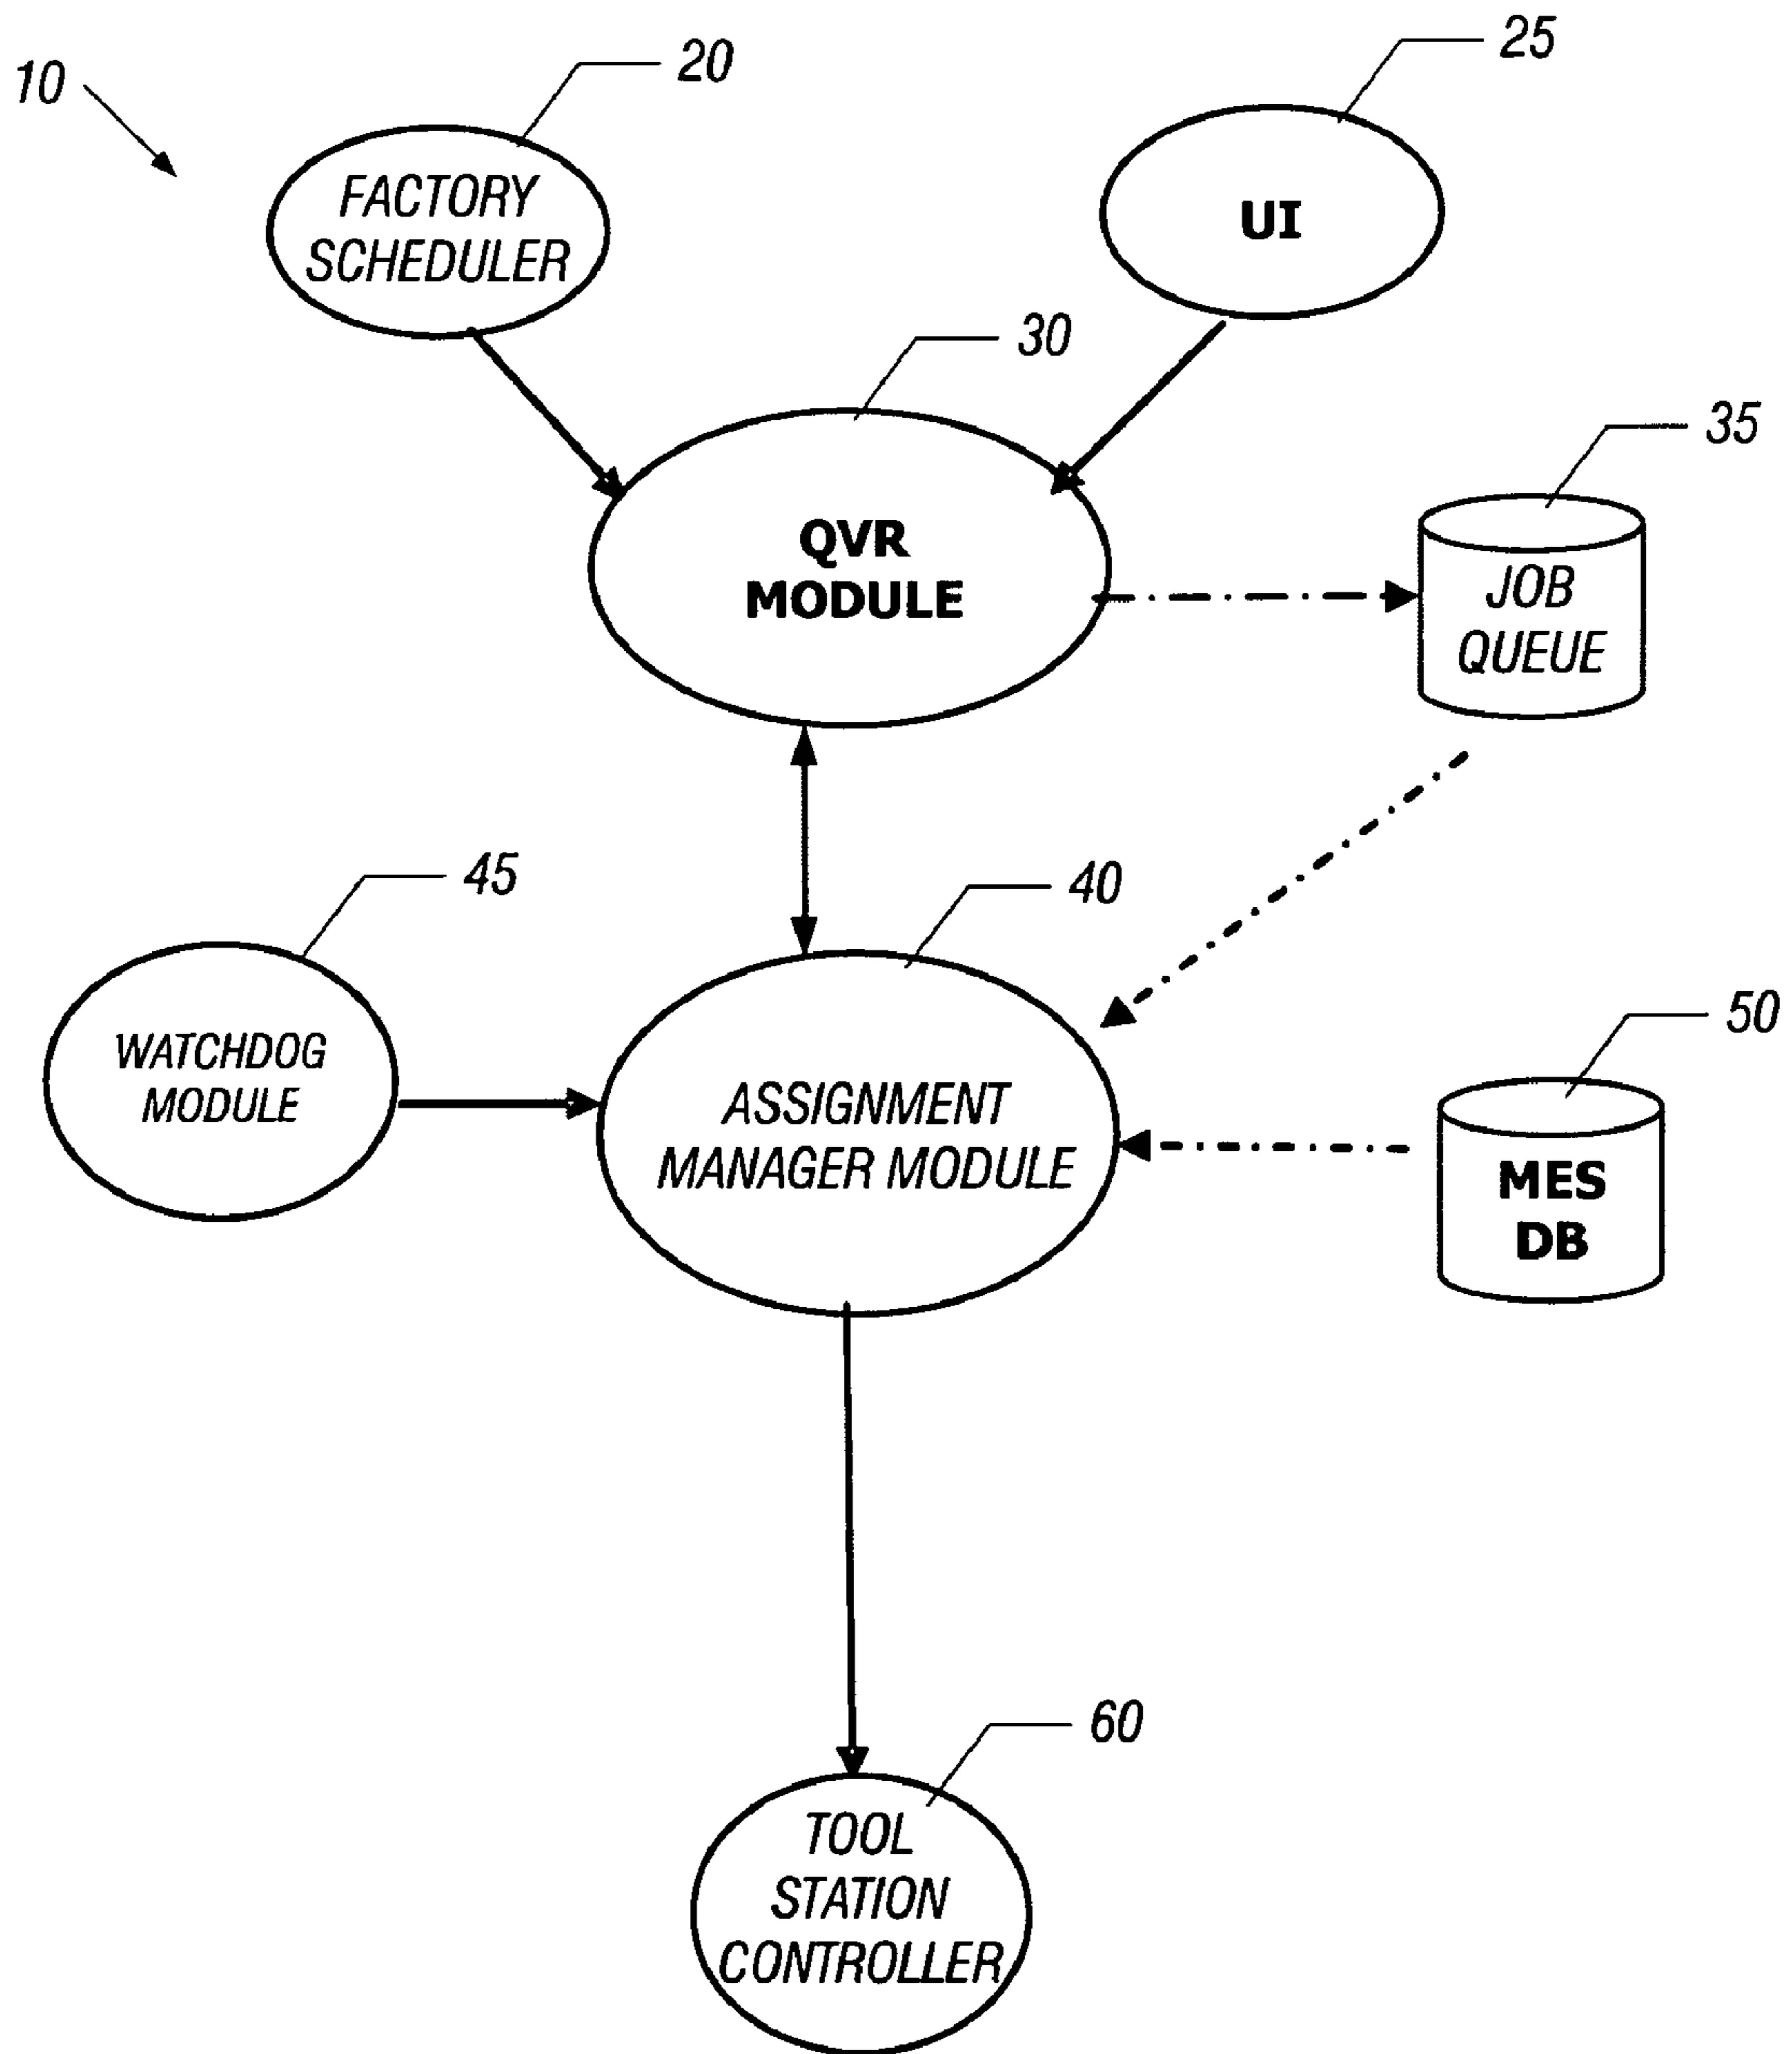 10
20
25
FACTORY
SCHEDULER
UI
30
35
QVR
MODULE
JOB
QUEUE
45
40
50
WATCHDOG
MODULE
ASSIGNMENT
MANAGER MODULE
MES
DB
60
TOOL
STATION
CONTROLLER